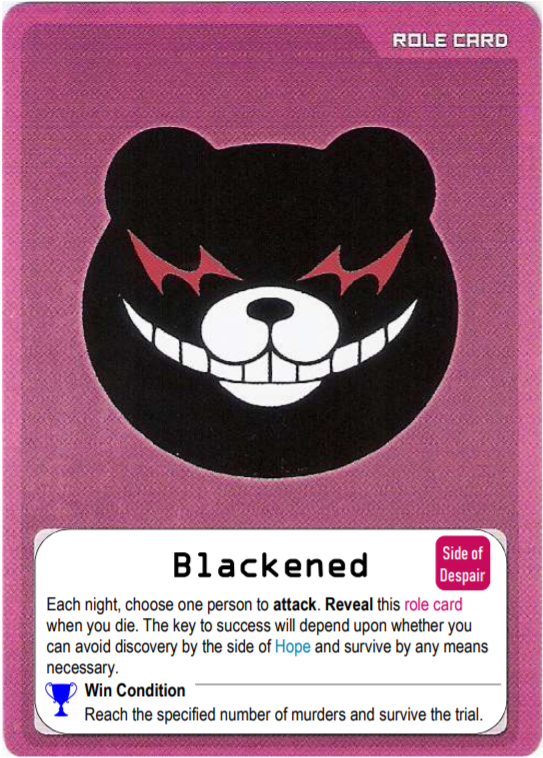 ROLE CARD
Blackened
Side of
Despair
Each night, choose one person to attack. Reveal this role card
when you die. The key to success will depend upon whether you
can avoid discovery by the side of Hope and survive by any means
necessary.
Win Condition
Reach the specified number of murders and survive the trial.